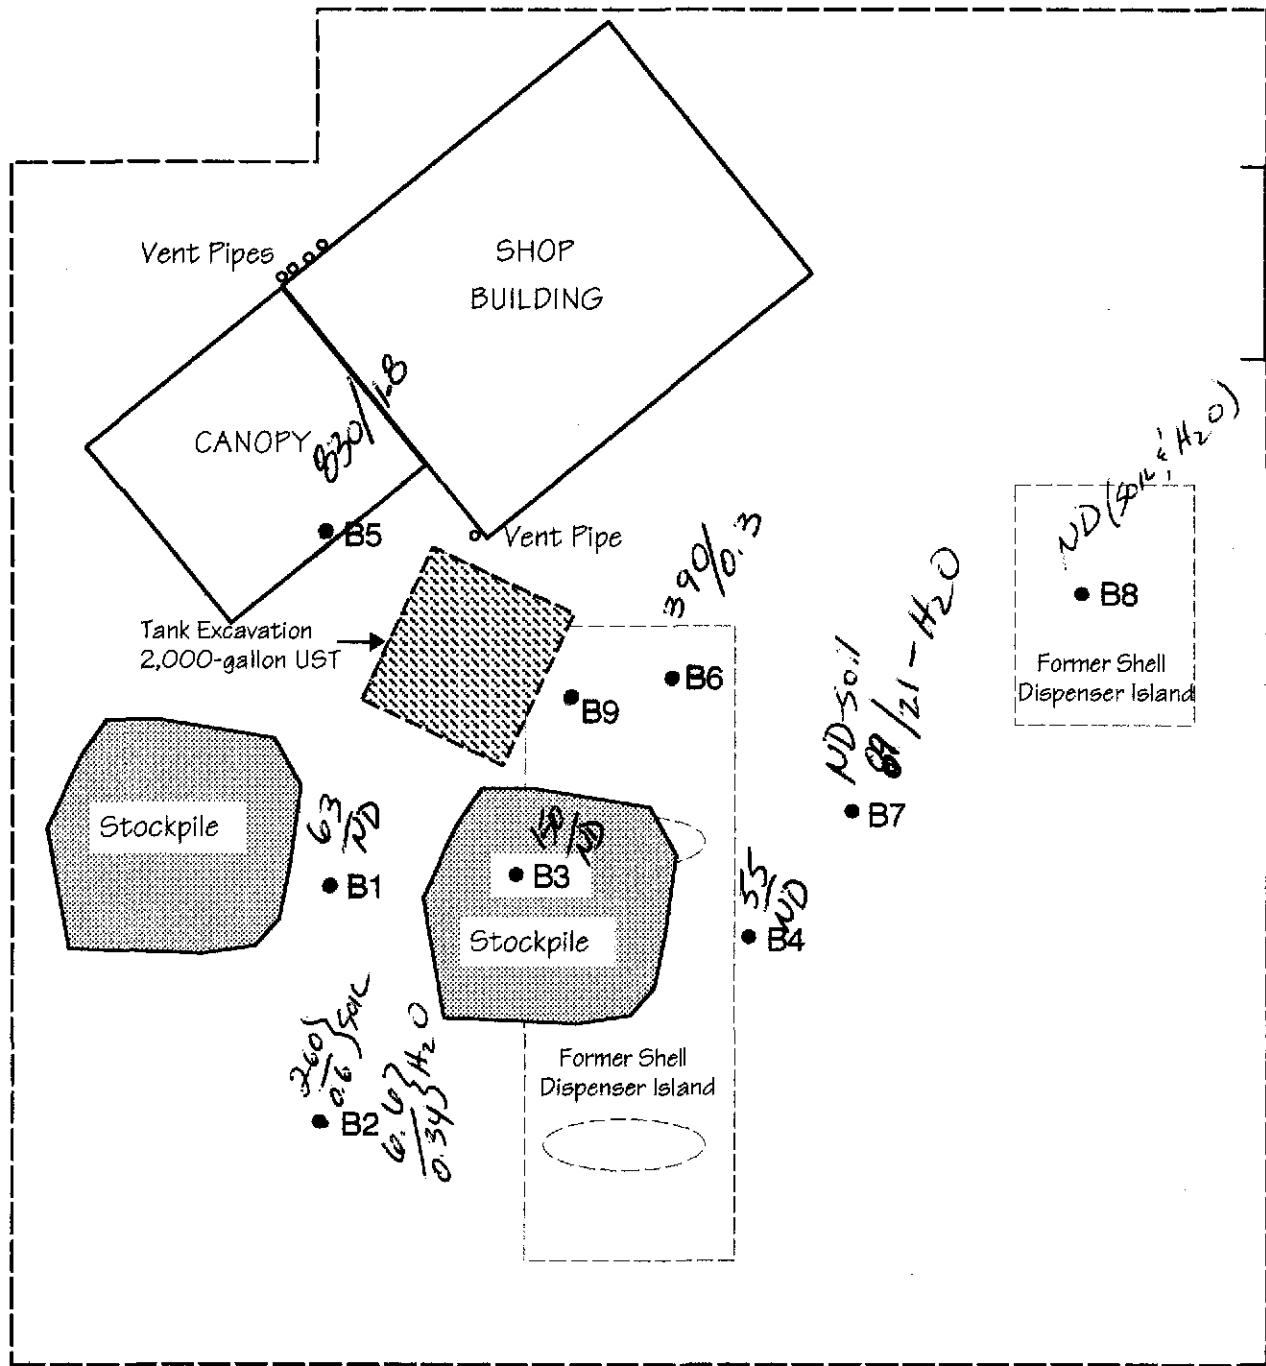 Vent Pipes
SHOP
BUILDING
CANOPY
830/1.8
B5
Vent Pipe
390/0.3
ND (SOIL & H2O)
B8
Former Shell
Dispenser Island
Tank Excavation
2,000-gallon UST
B6
B9
ND-soil
/21-H2O
B7
Stockpile
63/ND
B1
/ND
B3
Stockpile
55/ND
B4
260/0.6 } SOIL
B2
6.6/0.34 } H2O
Former Shell
Dispenser Island